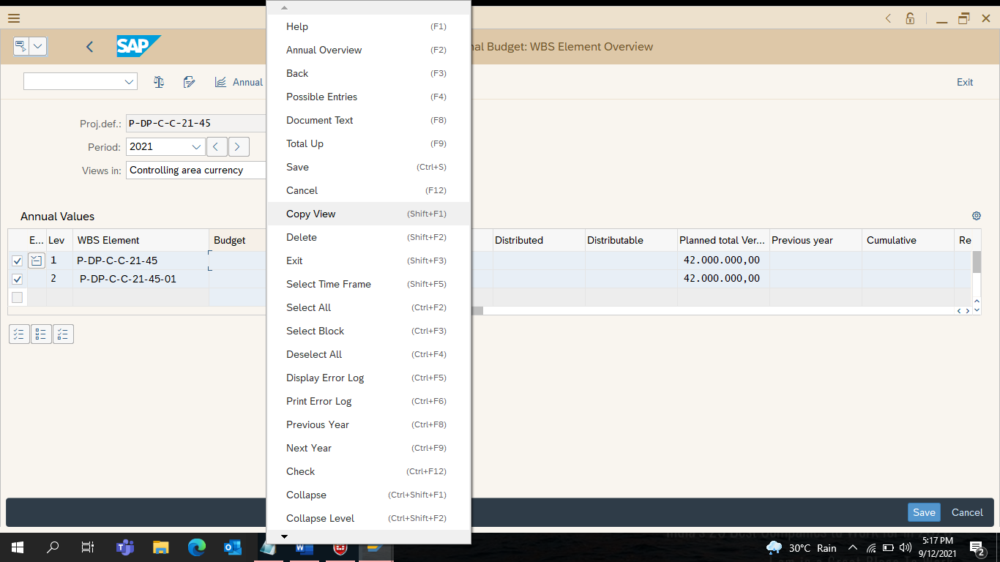 SAP
nal Budget: WBS Element Overview
Annual
Exit
Proj.def.: P-DP-C-C-21-45
Period: 2021
Views in: Controlling area currency
Annual Values
E... Lev WBS Element Budget Distributed Distributable Planned total Ver... Previous year Cumulative Re
1 P-DP-C-C-21-45 42.000.000,00
2 P-DP-C-C-21-45-01 42.000.000,00
Help (F1)
Annual Overview (F2)
Back (F3)
Possible Entries (F4)
Document Text (F8)
Total Up (F9)
Save (Ctrl+S)
Cancel (F12)
Copy View (Shift+F1)
Delete (Shift+F2)
Exit (Shift+F3)
Select Time Frame (Shift+F5)
Select All (Ctrl+F2)
Select Block (Ctrl+F3)
Deselect All (Ctrl+F4)
Display Error Log (Ctrl+F5)
Print Error Log (Ctrl+F6)
Previous Year (Ctrl+F8)
Next Year (Ctrl+F9)
Check (Ctrl+F12)
Collapse (Ctrl+Shift+F1)
Collapse Level (Ctrl+Shift+F2)
Save Cancel
30°C Rain
5:17 PM
9/12/2021
2